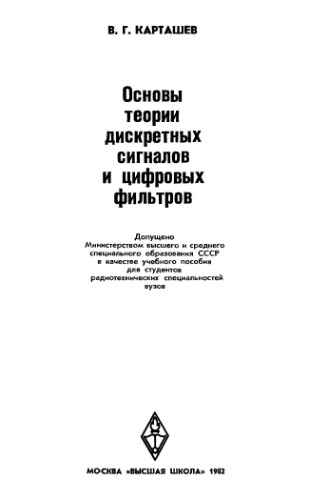 В. Г. КАРТАШЕВ
Основы
теории
дискретных
сигналов
и цифровых
фильтров
Допущено
Министерством высшего и среднего
специального образования СССР
в качестве учебного пособия
для студентов
радиотехнических специальностей
вузов
МОСКВА «ВЫСШАЯ ШКОЛА» 1982